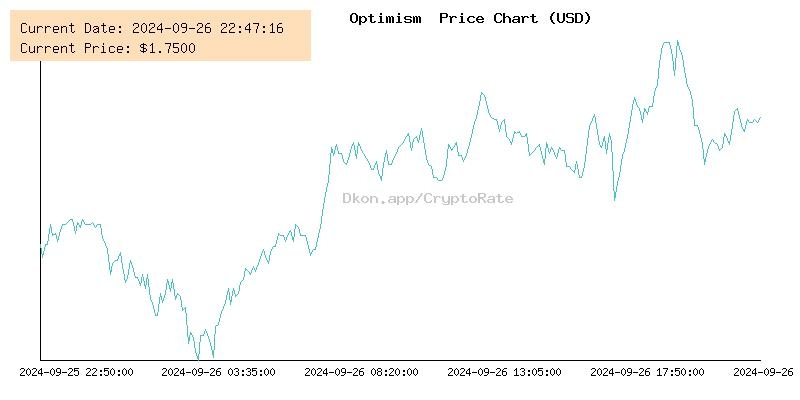 Optimism Price Chart (USD)
Current Date: 2024-09-26 22:47:16
Current Price: $1.7500
Dkon.app/CryptoRate
2024-09-25 22:50:00 2024-09-26 03:35:00 2024-09-26 08:20:00 2024-09-26 13:05:00 2024-09-26 17:50:00 2024-09-26